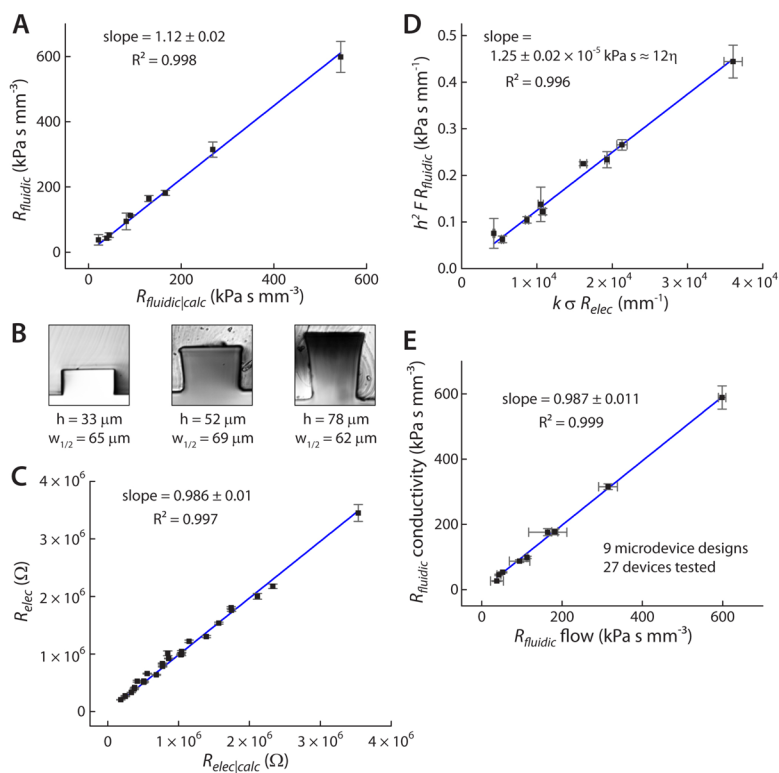 A
slope = 1.12 ± 0.02
R² = 0.998
600
400
200
0
R_fluidic (kPa s mm⁻³)
0 200 400 600
R_fluidic|calc (kPa s mm⁻³)
B
h = 33 µm
w_1/2 = 65 µm
h = 52 µm
w_1/2 = 69 µm
h = 78 µm
w_1/2 = 62 µm
C
slope = 0.986 ± 0.01
R² = 0.997
4 × 10⁶
3 × 10⁶
2 × 10⁶
1 × 10⁶
0
R_elec (Ω)
0 1 × 10⁶ 2 × 10⁶ 3 × 10⁶ 4 × 10⁶
R_elec|calc (Ω)
D
slope =
1.25 ± 0.02 × 10⁻⁵ kPa s ≈ 12η
R² = 0.996
0.5
0.4
0.3
0.2
0.1
0.0
h² F R_fluidic (kPa s mm⁻¹)
0 1 × 10⁴ 2 × 10⁴ 3 × 10⁴ 4 × 10⁴
k σ R_elec (mm⁻¹)
E
slope = 0.987 ± 0.011
R² = 0.999
9 microdevice designs
27 devices tested
600
400
200
0
R_fluidic conductivity (kPa s mm⁻³)
0 200 400 600
R_fluidic flow (kPa s mm⁻³)